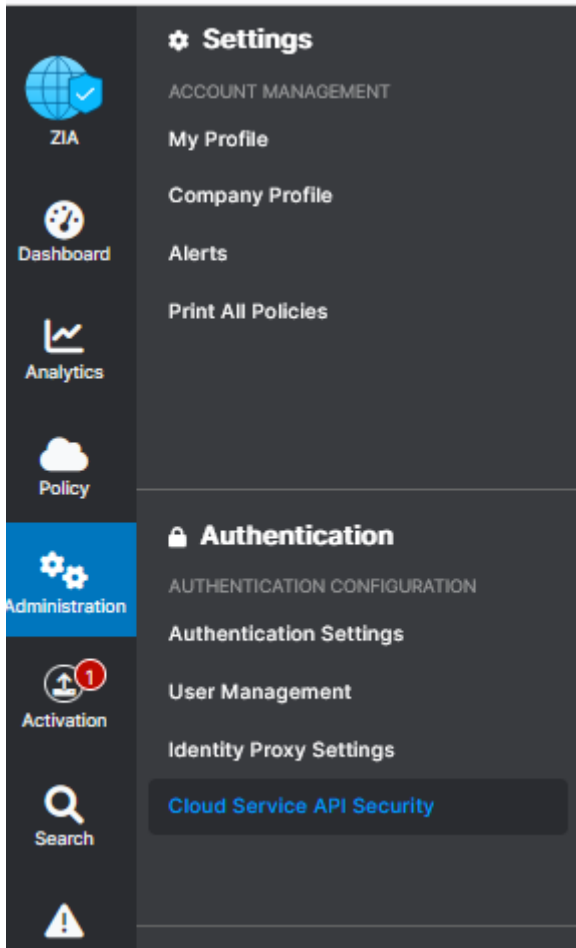 ZIA
Dashboard
Analytics
Policy
Administration
1
Activation
Search
Settings
ACCOUNT MANAGEMENT
My Profile
Company Profile
Alerts
Print All Policies
Authentication
AUTHENTICATION CONFIGURATION
Authentication Settings
User Management
Identity Proxy Settings
Cloud Service API Security